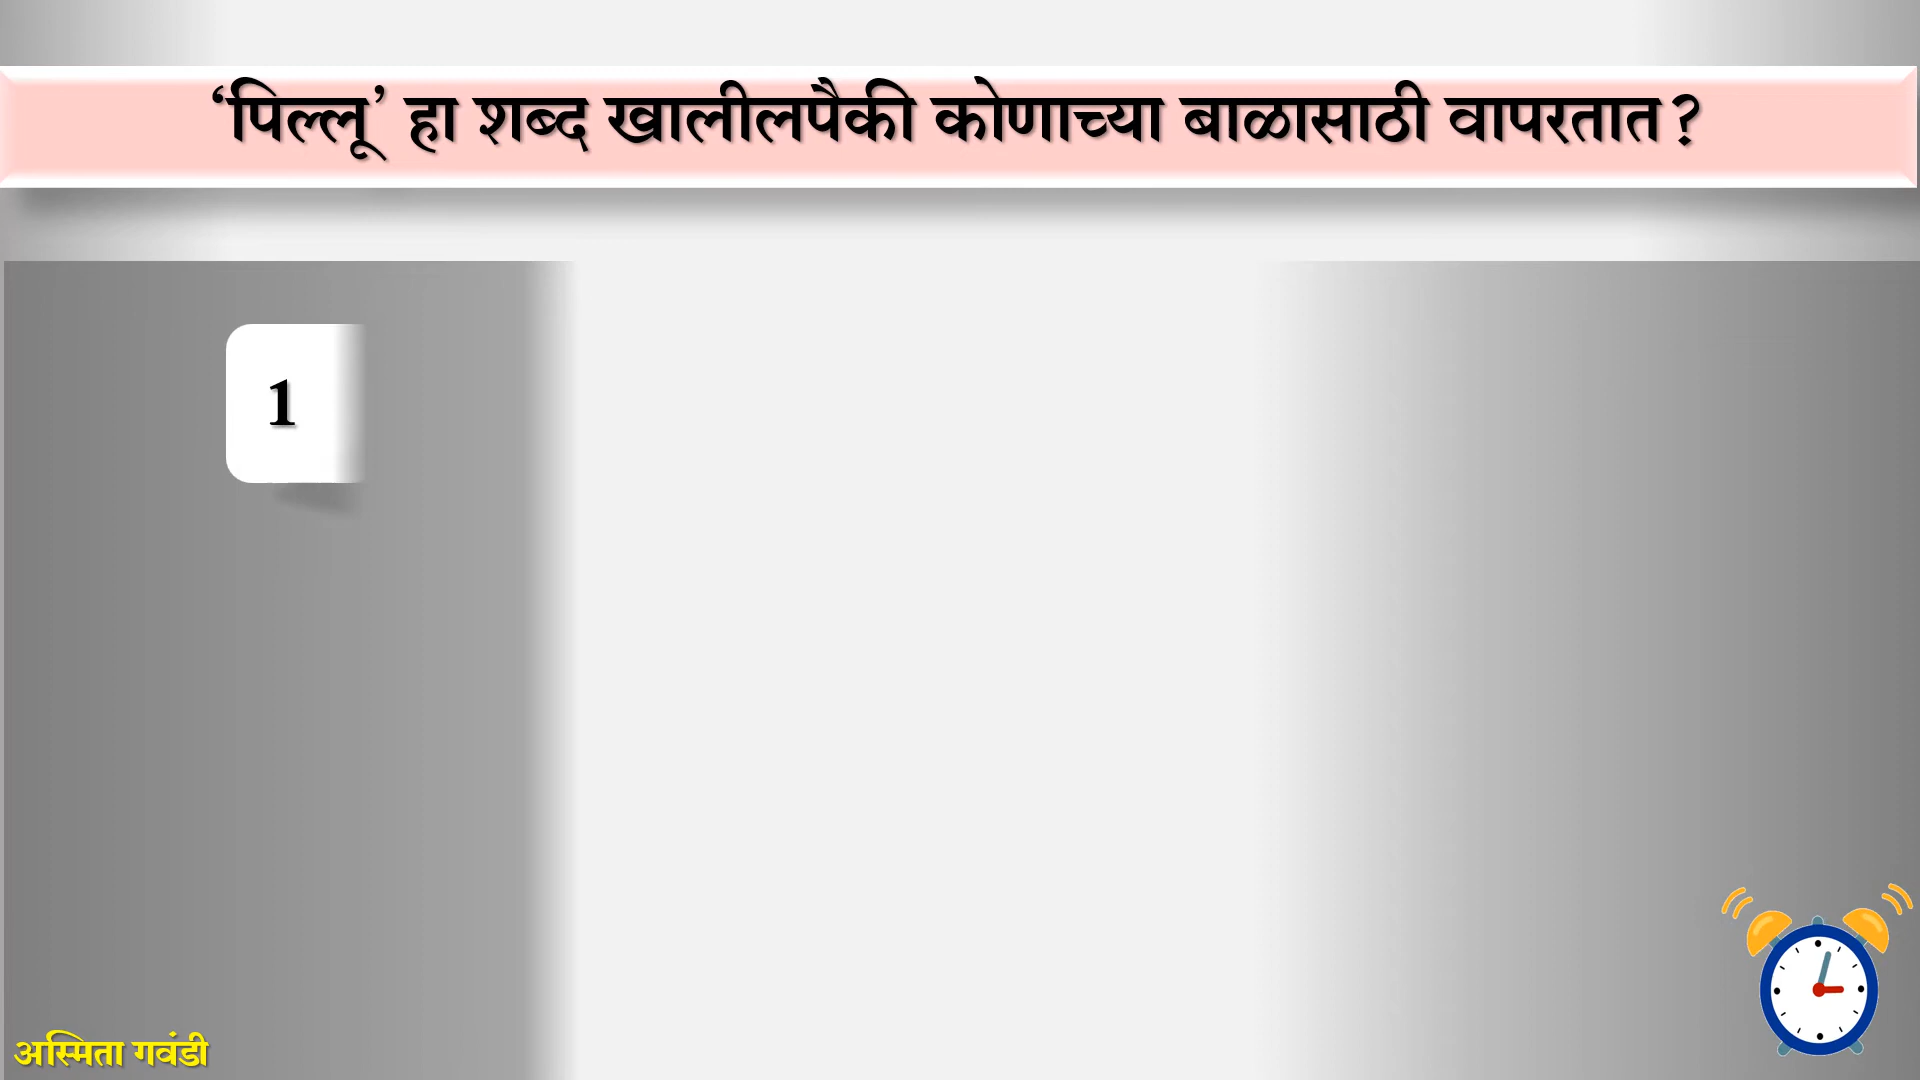 ‘पिल्लू’ हा शब्द खालीलपैकी कोणाच्या बाळासाठी वापरतात?
1
अस्मिता गवंडी